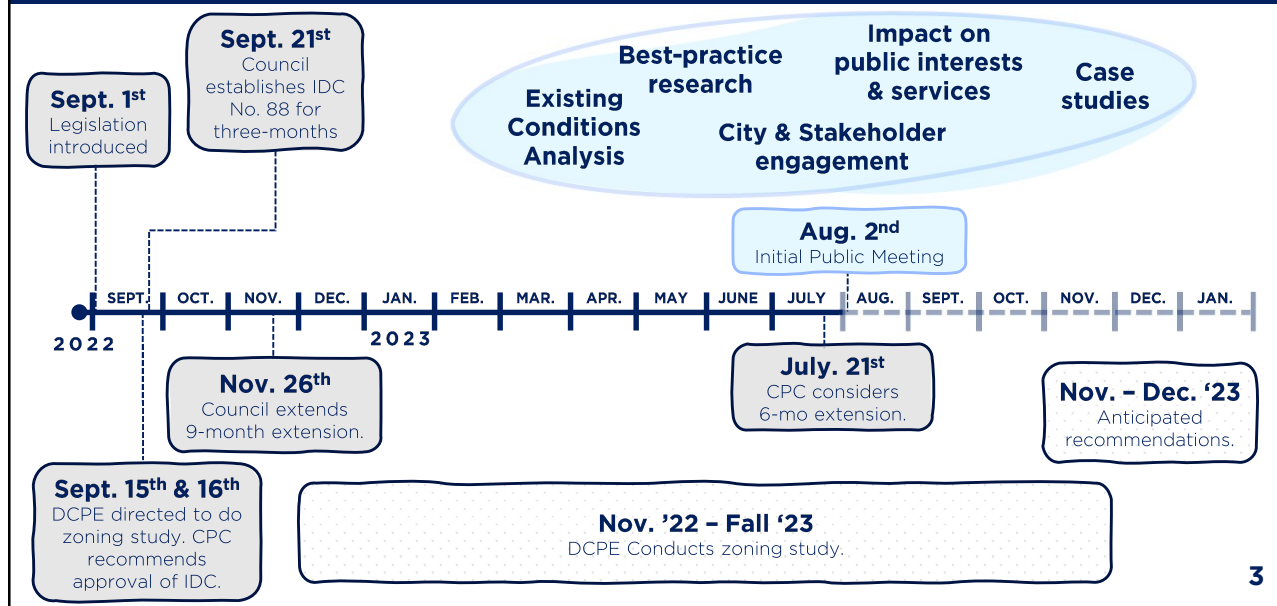 Sept. 1st
Legislation
introduced
Sept. 21st
Council
establishes IDC
No. 88 for
three-months
Existing
Conditions
Analysis
Best-practice
research
Impact on
public interests
& services
City & Stakeholder
engagement
Case
studies
Aug. 2nd
Initial Public Meeting
SEPT. OCT. NOV. DEC. JAN. FEB. MAR. APR. MAY JUNE JULY AUG. SEPT. OCT. NOV. DEC. JAN.
2022 2023
Nov. 26th
Council extends
9-month extension.
July. 21st
CPC considers
6-mo extension.
Nov. – Dec. ‘23
Anticipated
recommendations.
Sept. 15th & 16th
DCPE directed to do
zoning study. CPC
recommends
approval of IDC.
Nov. ’22 – Fall ‘23
DCPE Conducts zoning study.
3